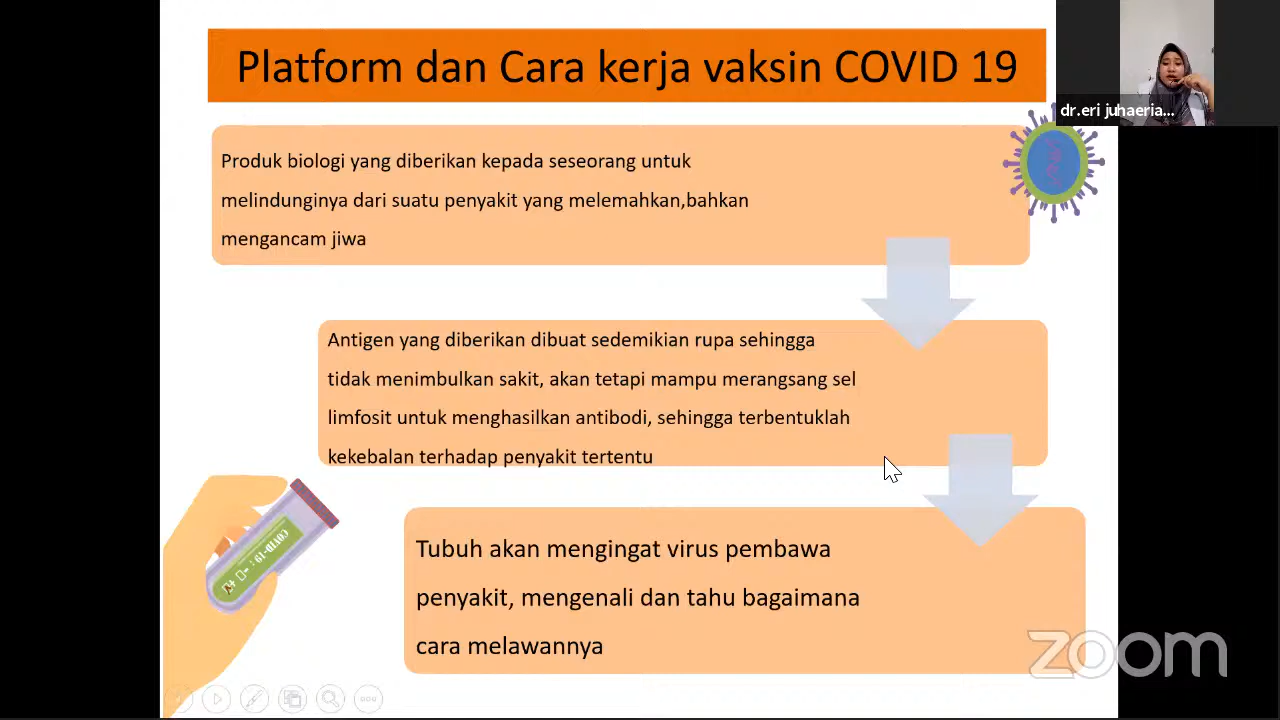 Platform dan Cara kerja vaksin COVID 19
dr.eri juhaeria...
Produk biologi yang diberikan kepada seseorang untuk
melindunginya dari suatu penyakit yang melemahkan,bahkan
mengancam jiwa
Antigen yang diberikan dibuat sedemikian rupa sehingga
tidak menimbulkan sakit, akan tetapi mampu merangsang sel
limfosit untuk menghasilkan antibodi, sehingga terbentuklah
kekebalan terhadap penyakit tertentu
Tubuh akan mengingat virus pembawa
penyakit, mengenali dan tahu bagaimana
cara melawannya
zoom